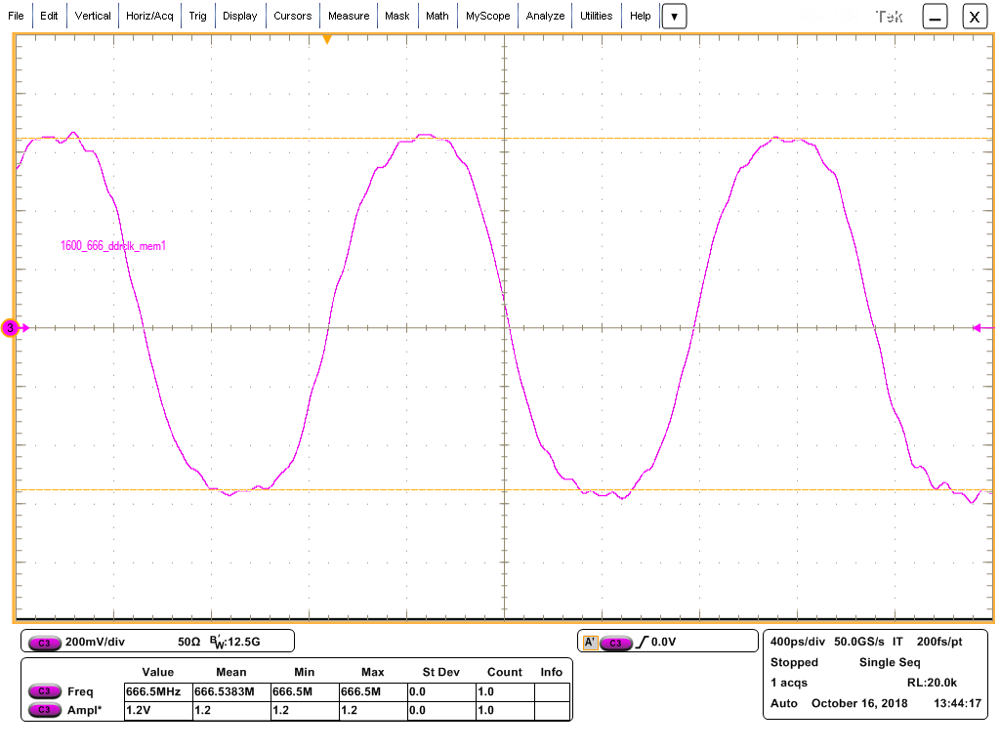 File Edit Vertical Horiz/Acq Trig Display Cursors Measure Mask Math MyScope Analyze Utilities Help Tek X
1600_666_ddrclk_mem1
3
C3 200mV/div 50Ω BW:12.5G
A' C3 0.0V
400ps/div 50.0GS/s IT 200fs/pt
Stopped Single Seq
1 acqs RL:20.0k
Auto October 16, 2018 13:44:17
Value Mean Min Max St Dev Count Info
C3 Freq 666.5MHz 666.5383M 666.5M 666.5M 0.0 1.0
C3 Ampl* 1.2V 1.2 1.2 1.2 0.0 1.0